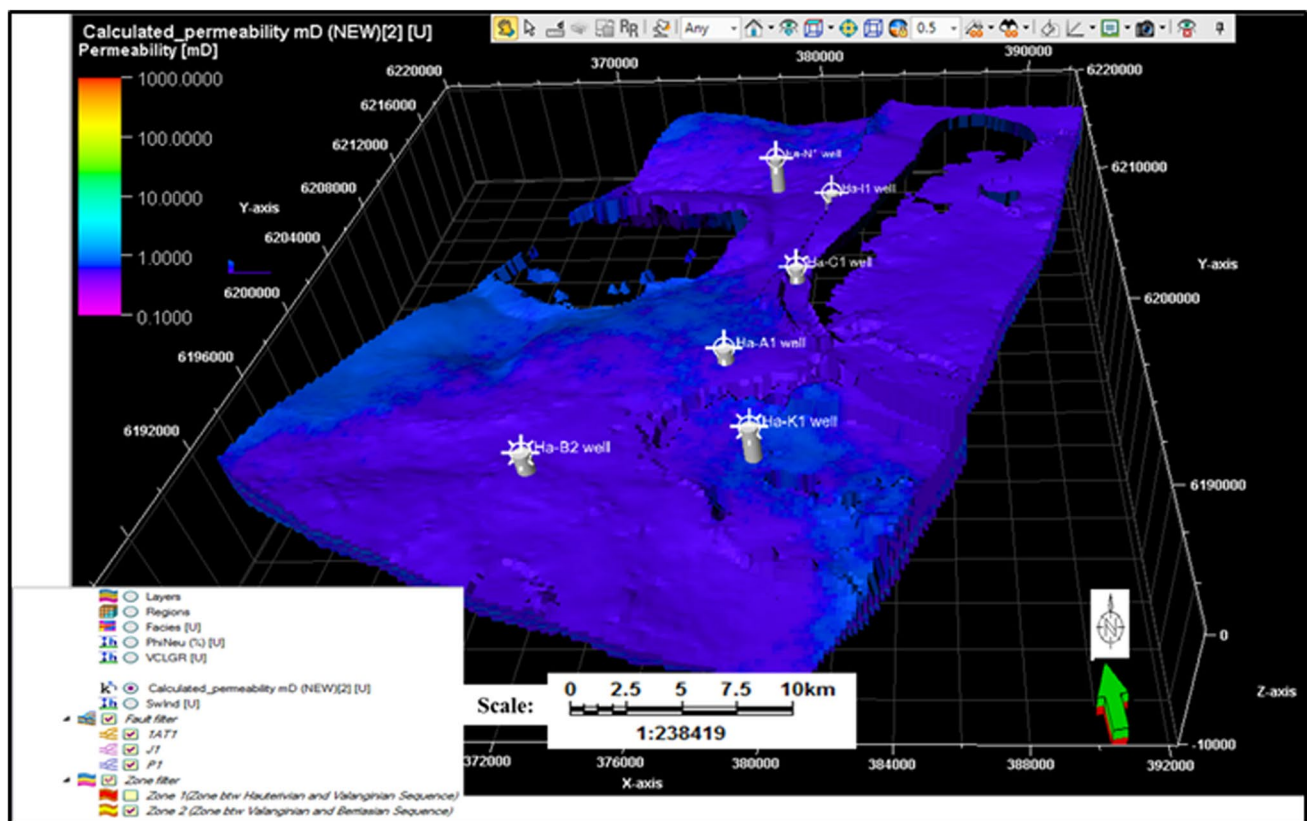 Calculated_permeability mD (NEW)[2] [U]
Permeability [mD]
Any
0.5
1000.0000
100.0000
10.0000
1.0000
0.1000
370000
380000
390000
6220000
6216000
6212000
6208000
6204000
6200000
6196000
6192000
Y-axis
6220000
6210000
Y-axis
6200000
6190000
0
Z-axis
-10000
Ha-I1 well
Ha-A1 well
Ha-K1 well
Ha-B2 well
N
Layers
Regions
Facies [U]
PhiNeu (%) [U]
VCLGR [U]
Calculated_permeability mD (NEW)[2] [U]
SwInd [U]
Fault filter
1AT1
J1
P1
Zone filter
Zone 1(Zone btw Hauterivian and Valanginian Sequence)
Zone 2 (Zone btw Valanginian and Berriasian Sequence)
Scale:
0 2.5 5 7.5 10km
1:238419
372000
376000
380000
384000
388000
392000
X-axis